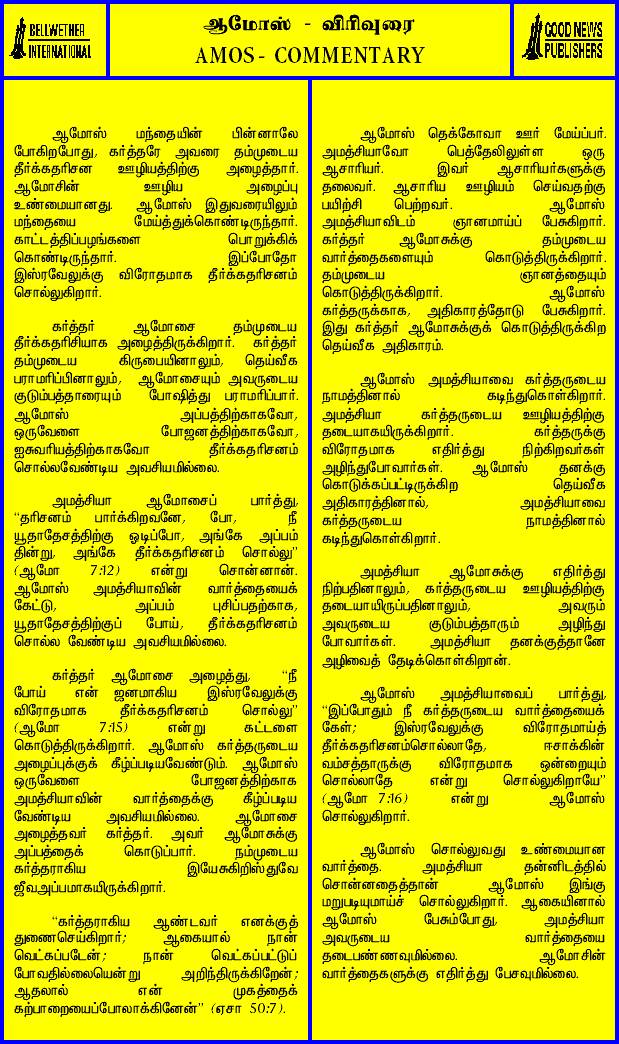 BELLWETHER
INTERNATIONAL
ஆமோஸ் - விரிவுரை
AMOS - COMMENTARY
GOOD NEWS
PUBLISHERS
ஆமோஸ் மந்தையின் பின்னாலே
போகிறபோது, கர்த்தரே அவரை தம்முடைய
தீர்க்கதரிசன ஊழியத்திற்கு அழைத்தார்.
ஆமோசின் ஊழிய அழைப்பு
உண்மையானது. ஆமோஸ் இதுவரையிலும்
மந்தையை மேய்த்துக்கொண்டிருந்தார்.
காட்டத்திப்பழங்களை பொறுக்கிக்
கொண்டிருந்தார். இப்போதோ
இஸ்ரவேலுக்கு விரோதமாக தீர்க்கதரிசனம்
சொல்லுகிறார்.
கர்த்தர் ஆமோசை தம்முடைய
தீர்க்கதரிசியாக அழைத்திருக்கிறார். கர்த்தர்
தம்முடைய கிருபையினாலும், தெய்வீக
பராமரிப்பினாலும், ஆமோசையும் அவருடைய
குடும்பத்தாரையும் போஷித்து பராமரிப்பார்.
ஆமோஸ் அப்பத்திற்காகவோ,
ஒருவேளை போஜனத்திற்காகவோ,
ஐசுவரியத்திற்காகவோ தீர்க்கதரிசனம்
சொல்லவேண்டிய அவசியமில்லை.
அமத்சியா ஆமோசைப் பார்த்து,
“தரிசனம் பார்க்கிறவனே, போ, நீ
யூதாதேசத்திற்கு ஓடிப்போ, அங்கே அப்பம்
தின்று, அங்கே தீர்க்கதரிசனம் சொல்லு”
(ஆமோ 7:12) என்று சொன்னான்.
ஆமோஸ் அமத்சியாவின் வார்த்தையைக்
கேட்டு, அப்பம் புசிப்பதற்காக,
யூதாதேசத்திற்குப் போய், தீர்க்கதரிசனம்
சொல்ல வேண்டிய அவசியமில்லை.
கர்த்தர் ஆமோசை அழைத்து, “நீ
போய் என் ஜனமாகிய இஸ்ரவேலுக்கு
விரோதமாக தீர்க்கதரிசனம் சொல்லு”
(ஆமோ 7:15) என்று கட்டளை
கொடுத்திருக்கிறார். ஆமோஸ் கர்த்தருடைய
அழைப்புக்குக் கீழ்ப்படியவேண்டும். ஆமோஸ்
ஒருவேளை போஜனத்திற்காக
அமத்சியாவின் வார்த்தைக்கு கீழ்ப்படிய
வேண்டிய அவசியமில்லை. ஆமோசை
அழைத்தவர் கர்த்தர். அவர் ஆமோசுக்கு
அப்பத்தைக் கொடுப்பார். நம்முடைய
கர்த்தராகிய இயேசுகிறிஸ்துவே
ஜீவஅப்பமாகயிருக்கிறார்.
“கர்த்தராகிய ஆண்டவர் எனக்குத்
துணைசெய்கிறார்; ஆகையால் நான்
வெட்கப்படேன்; நான் வெட்கப்பட்டுப்
போவதில்லையென்று அறிந்திருக்கிறேன்;
ஆதலால் என் முகத்தைக்
கற்பாறையைப்போலாக்கினேன்” (ஏசா 50:7).
ஆமோஸ் தெக்கோவா ஊர் மேய்ப்பர்.
அமத்சியாவோ பெத்தேலிலுள்ள ஒரு
ஆசாரியர். இவர் ஆசாரியர்களுக்கு
தலைவர். ஆசாரிய ஊழியம் செய்வதற்கு
பயிற்சி பெற்றவர். ஆமோஸ்
அமத்சியாவிடம் ஞானமாய்ப் பேசுகிறார்.
கர்த்தர் ஆமோசுக்கு தம்முடைய
வார்த்தைகளையும் கொடுத்திருக்கிறார்.
தம்முடைய ஞானத்தையும்
கொடுத்திருக்கிறார். ஆமோஸ்
கர்த்தருக்காக, அதிகாரத்தோடு பேசுகிறார்.
இது கர்த்தர் ஆமோசுக்குக் கொடுத்திருக்கிற
தெய்வீக அதிகாரம்.
ஆமோஸ் அமத்சியாவை கர்த்தருடைய
நாமத்தினால் கடிந்துகொள்கிறார்.
அமத்சியா கர்த்தருடைய ஊழியத்திற்கு
தடையாகயிருக்கிறார். கர்த்தருக்கு
விரோதமாக எதிர்த்து நிற்கிறவர்கள்
அழிந்துபோவார்கள். ஆமோஸ் தனக்கு
கொடுக்கப்பட்டிருக்கிற தெய்வீக
அதிகாரத்தினால், அமத்சியாவை
கர்த்தருடைய நாமத்தினால்
கடிந்துகொள்கிறார்.
அமத்சியா ஆமோசுக்கு எதிர்த்து
நிற்பதினாலும், கர்த்தருடைய ஊழியத்திற்கு
தடையாயிருப்பதினாலும், அவரும்
அவருடைய குடும்பத்தாரும் அழிந்து
போவார்கள். அமத்சியா தனக்குத்தானே
அழிவைத் தேடிக்கொள்கிறான்.
ஆமோஸ் அமத்சியாவைப் பார்த்து,
“இப்போதும் நீ கர்த்தருடைய வார்த்தையைக்
கேள்; இஸ்ரவேலுக்கு விரோதமாய்த்
தீர்க்கதரிசனம்சொல்லாதே, ஈசாக்கின்
வம்சத்தாருக்கு விரோதமாக ஒன்றையும்
சொல்லாதே என்று சொல்லுகிறாயே”
(ஆமோ 7:16) என்று ஆமோஸ்
சொல்லுகிறார்.
ஆமோஸ் சொல்லுவது உண்மையான
வார்த்தை. அமத்சியா தன்னிடத்தில்
சொன்னதைத்தான் ஆமோஸ் இங்கு
மறுபடியுமாய்ச் சொல்லுகிறார். ஆகையினால்
ஆமோஸ் பேசும்போது, அமத்சியா
அவருடைய வார்த்தையை
தடைபண்ணவுமில்லை. ஆமோசின்
வார்த்தைகளுக்கு எதிர்த்து பேசவுமில்லை.